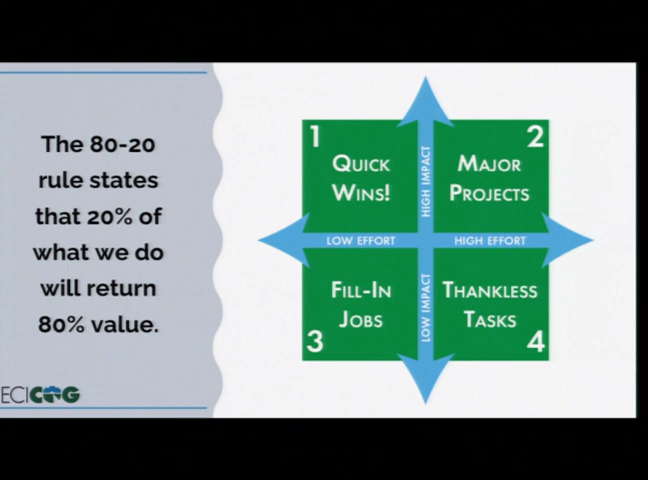 The 80-20
rule states
that 20% of
what we do
will return
80% value.
ECICOG
1
QUICK
WINS!
2
MAJOR
PROJECTS
HIGH IMPACT
LOW EFFORT
HIGH EFFORT
LOW IMPACT
FILL-IN
JOBS
3
THANKLESS
TASKS
4